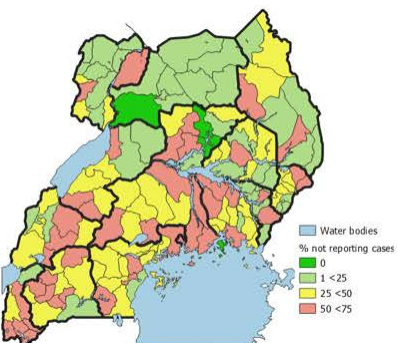 Water bodies
% not reporting cases
0
1 <25
25 <50
50 <75